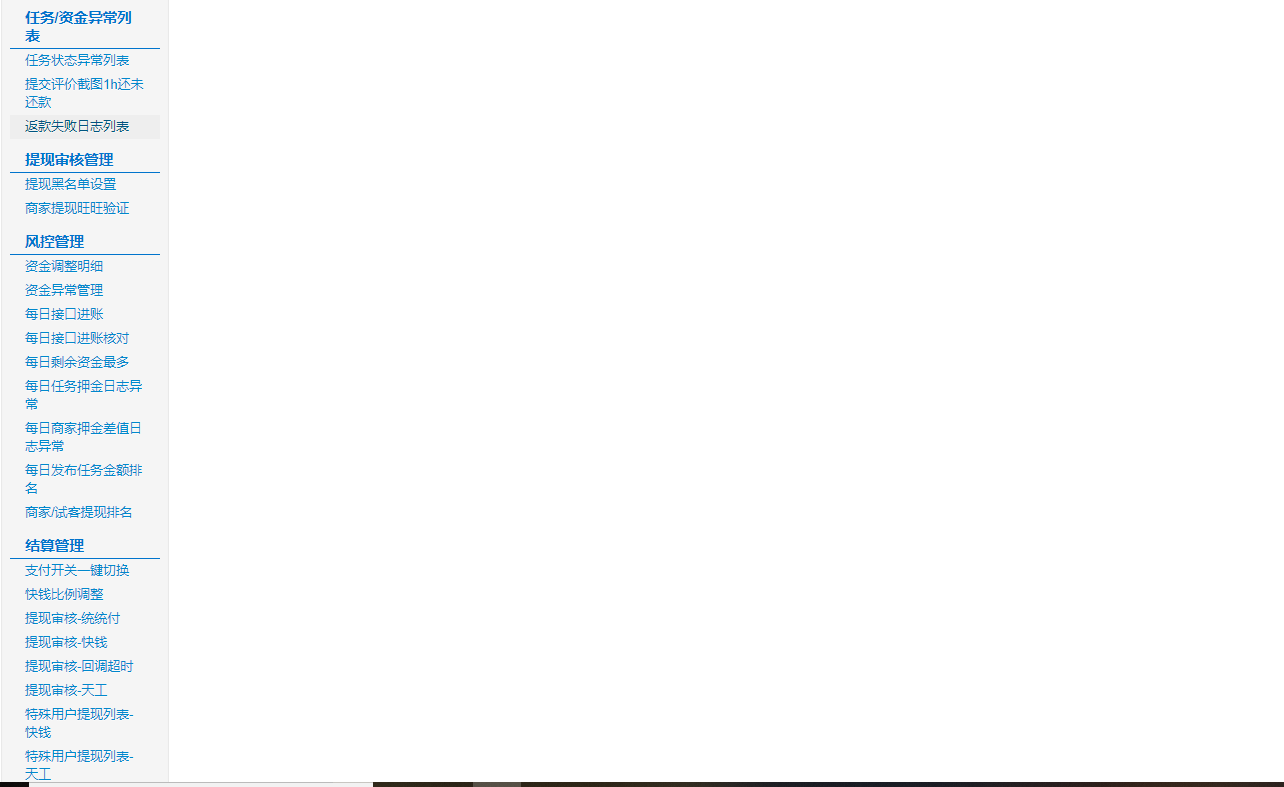 任务/资金异常列
表
任务状态异常列表
提交评价截图1h还未
还款
返款失败日志列表
提现审核管理
提现黑名单设置
商家提现旺旺验证
风控管理
资金调整明细
资金异常管理
每日接口进账
每日接口进账核对
每日剩余资金最多
每日任务押金日志异
常
每日商家押金差值日
志异常
每日发布任务金额排
名
商家/试客提现排名
结算管理
支付开关一键切换
快钱比例调整
提现审核-统统付
提现审核-快钱
提现审核-回调超时
提现审核-天工
特殊用户提现列表-
快钱
特殊用户提现列表-
天工